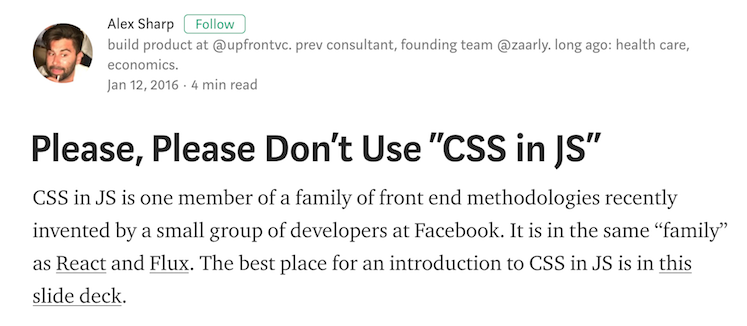 Alex Sharp Follow
build product at @upfrontvc. prev consultant, founding team @zaarly. long ago: health care,
economics.
Jan 12, 2016 · 4 min read
Please, Please Don’t Use ”CSS in JS”
CSS in JS is one member of a family of front end methodologies recently
invented by a small group of developers at Facebook. It is in the same “family”
as React and Flux. The best place for an introduction to CSS in JS is in this
slide deck.